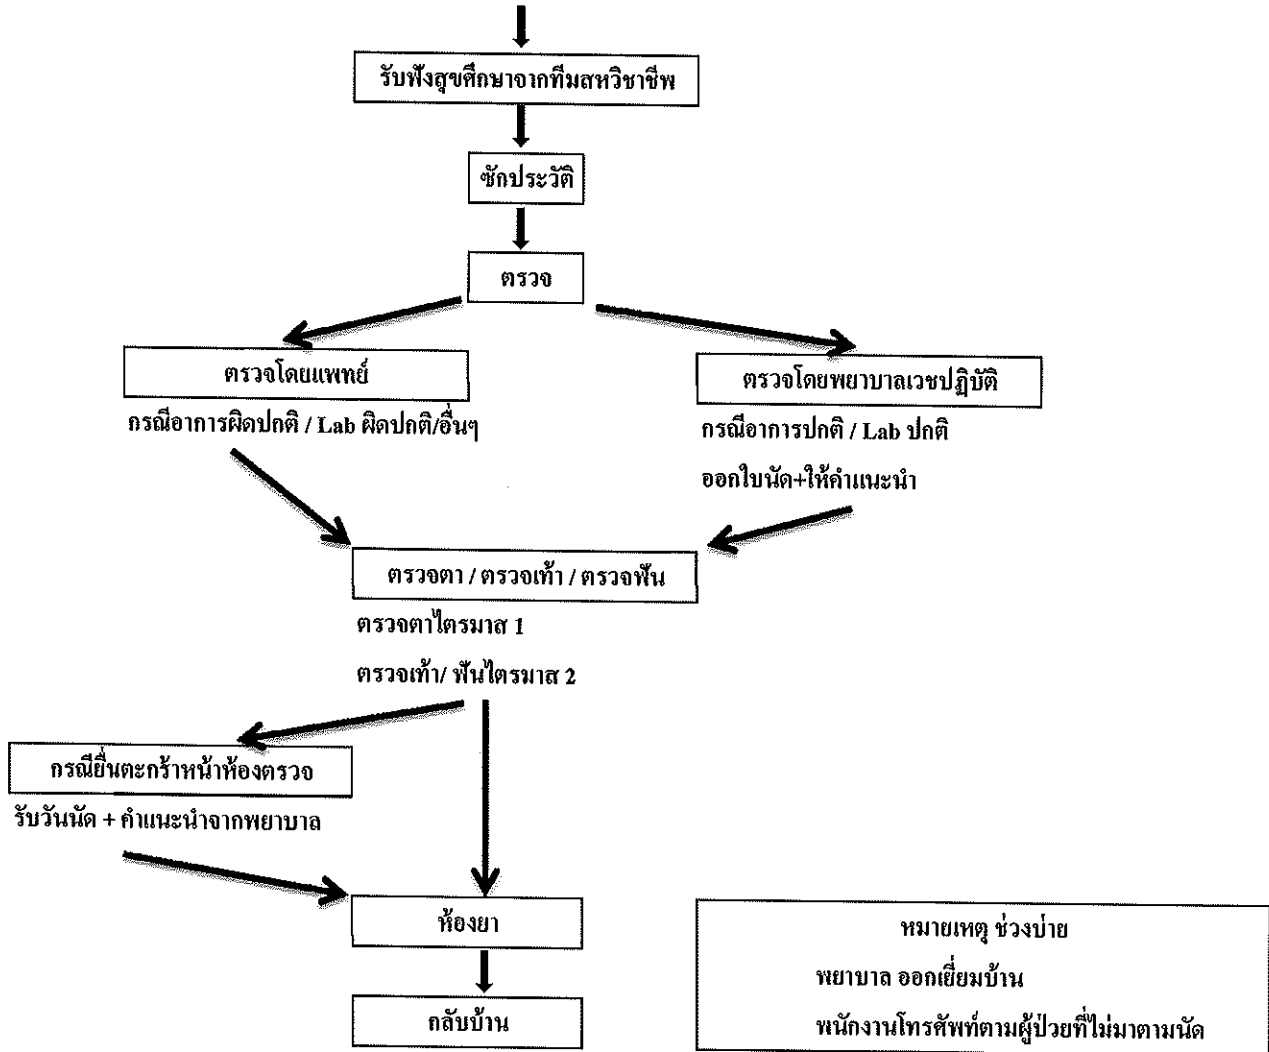 รับฟังสุขศึกษาจากทีมสหวิชาชีพ
ซักประวัติ
ตรวจ
ตรวจโดยแพทย์
กรณีอาการผิดปกติ / Lab ผิดปกติ/อื่นๆ
ตรวจโดยพยาบาลเวชปฏิบัติ
กรณีอาการปกติ / Lab ปกติ
ออกใบนัด+ให้คำแนะนำ
ตรวจตา / ตรวจเท้า / ตรวจฟัน
ตรวจตาไตรมาส 1
ตรวจเท้า/ ฟันไตรมาส 2
กรณียื่นตะกร้าหน้าห้องตรวจ
รับวันนัด + คำแนะนำจากพยาบาล
ห้องยา
กลับบ้าน
หมายเหตุ ช่วงบ่าย
พยาบาล ออกเยี่ยมบ้าน
พนักงานโทรศัพท์ตามผู้ป่วยที่ไม่มาตามนัด